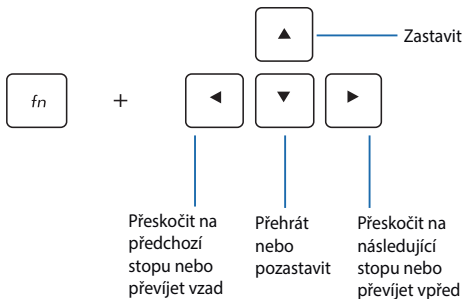 Zastavit
fn
+
Přeskočit na
předchozí
stopu nebo
převíjet vzad
Přehrát
nebo
pozastavit
Přeskočit na
následující
stopu nebo
převíjet vpřed